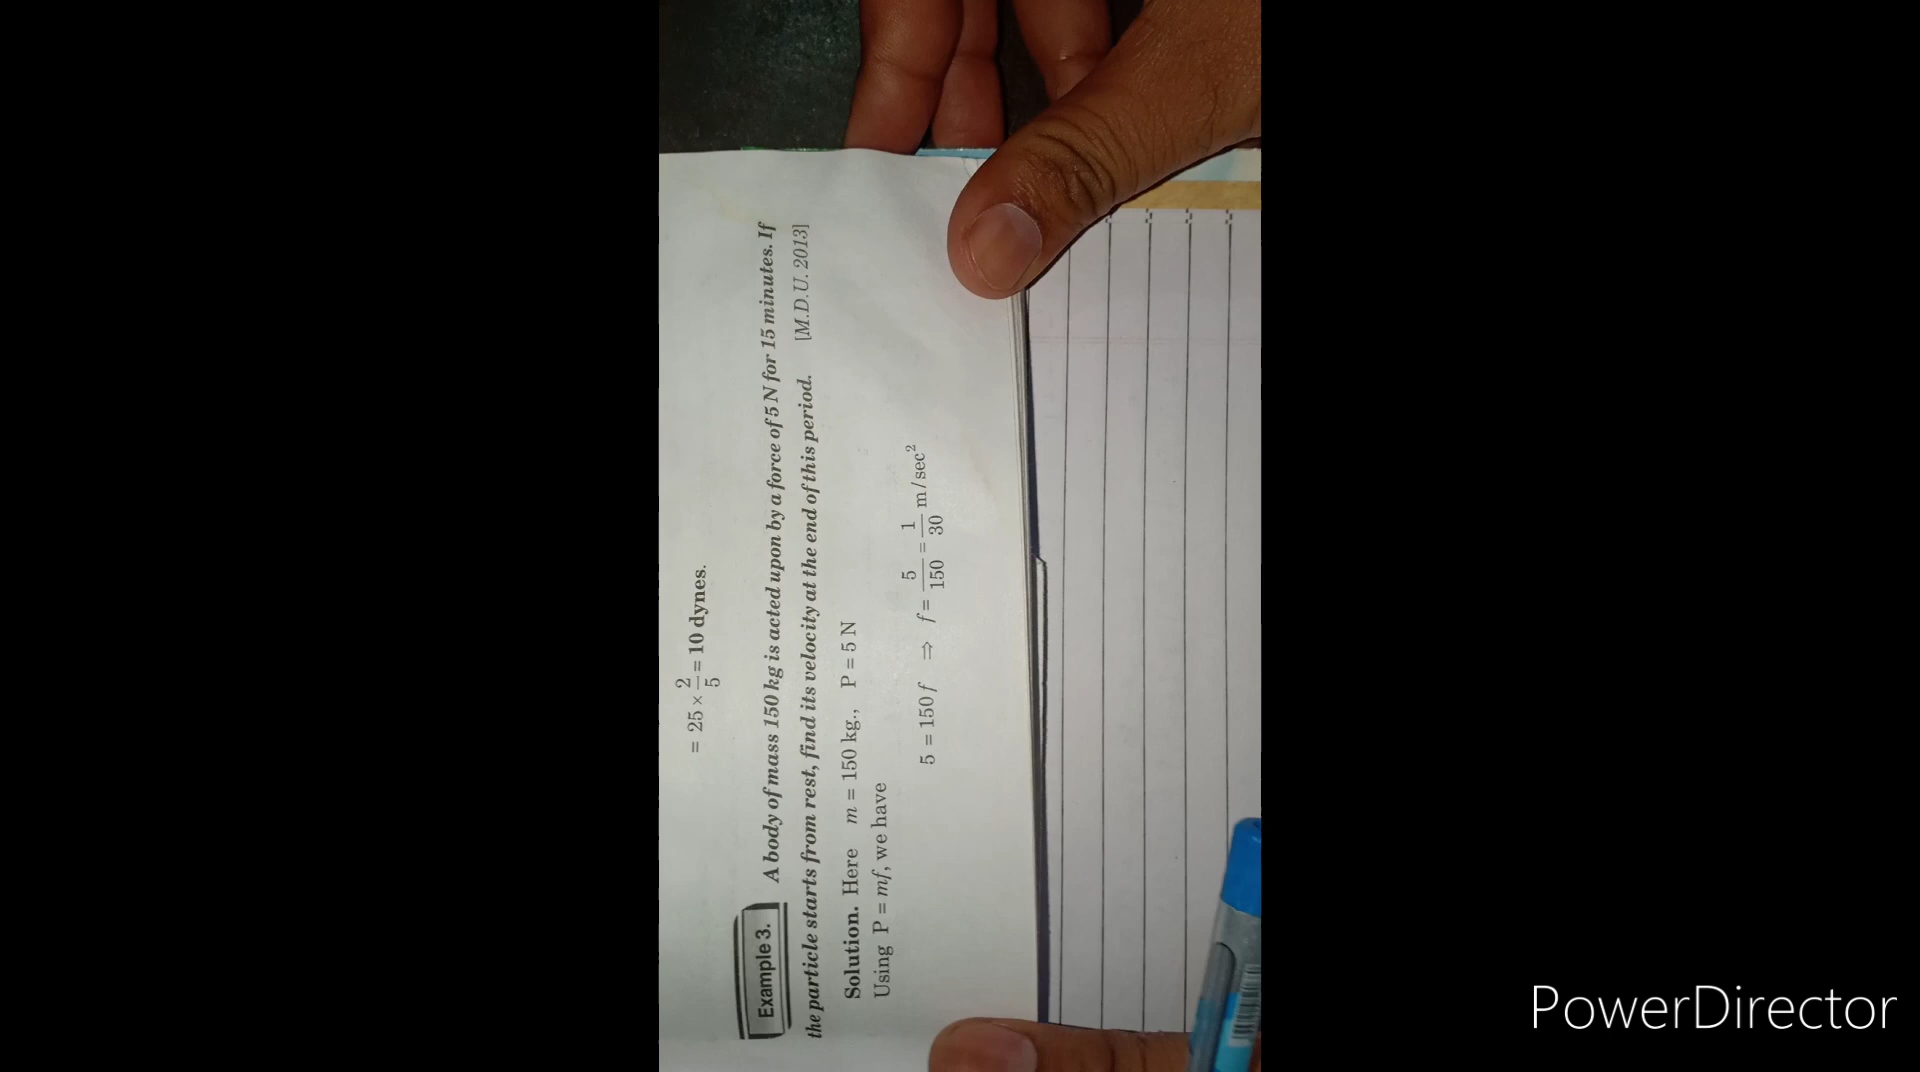 = 25 × 2/5 = 10 dynes.
Example 3. A body of mass 150 kg is acted upon by a force of 5 N for 15 minutes. If
the particle starts from rest, find its velocity at the end of this period. [M.D.U. 2013]
Solution. Here m = 150 kg., P = 5 N
Using P = mf, we have
5 = 150 f ⇒ f = 5/150 = 1/30 m/sec²
PowerDirector